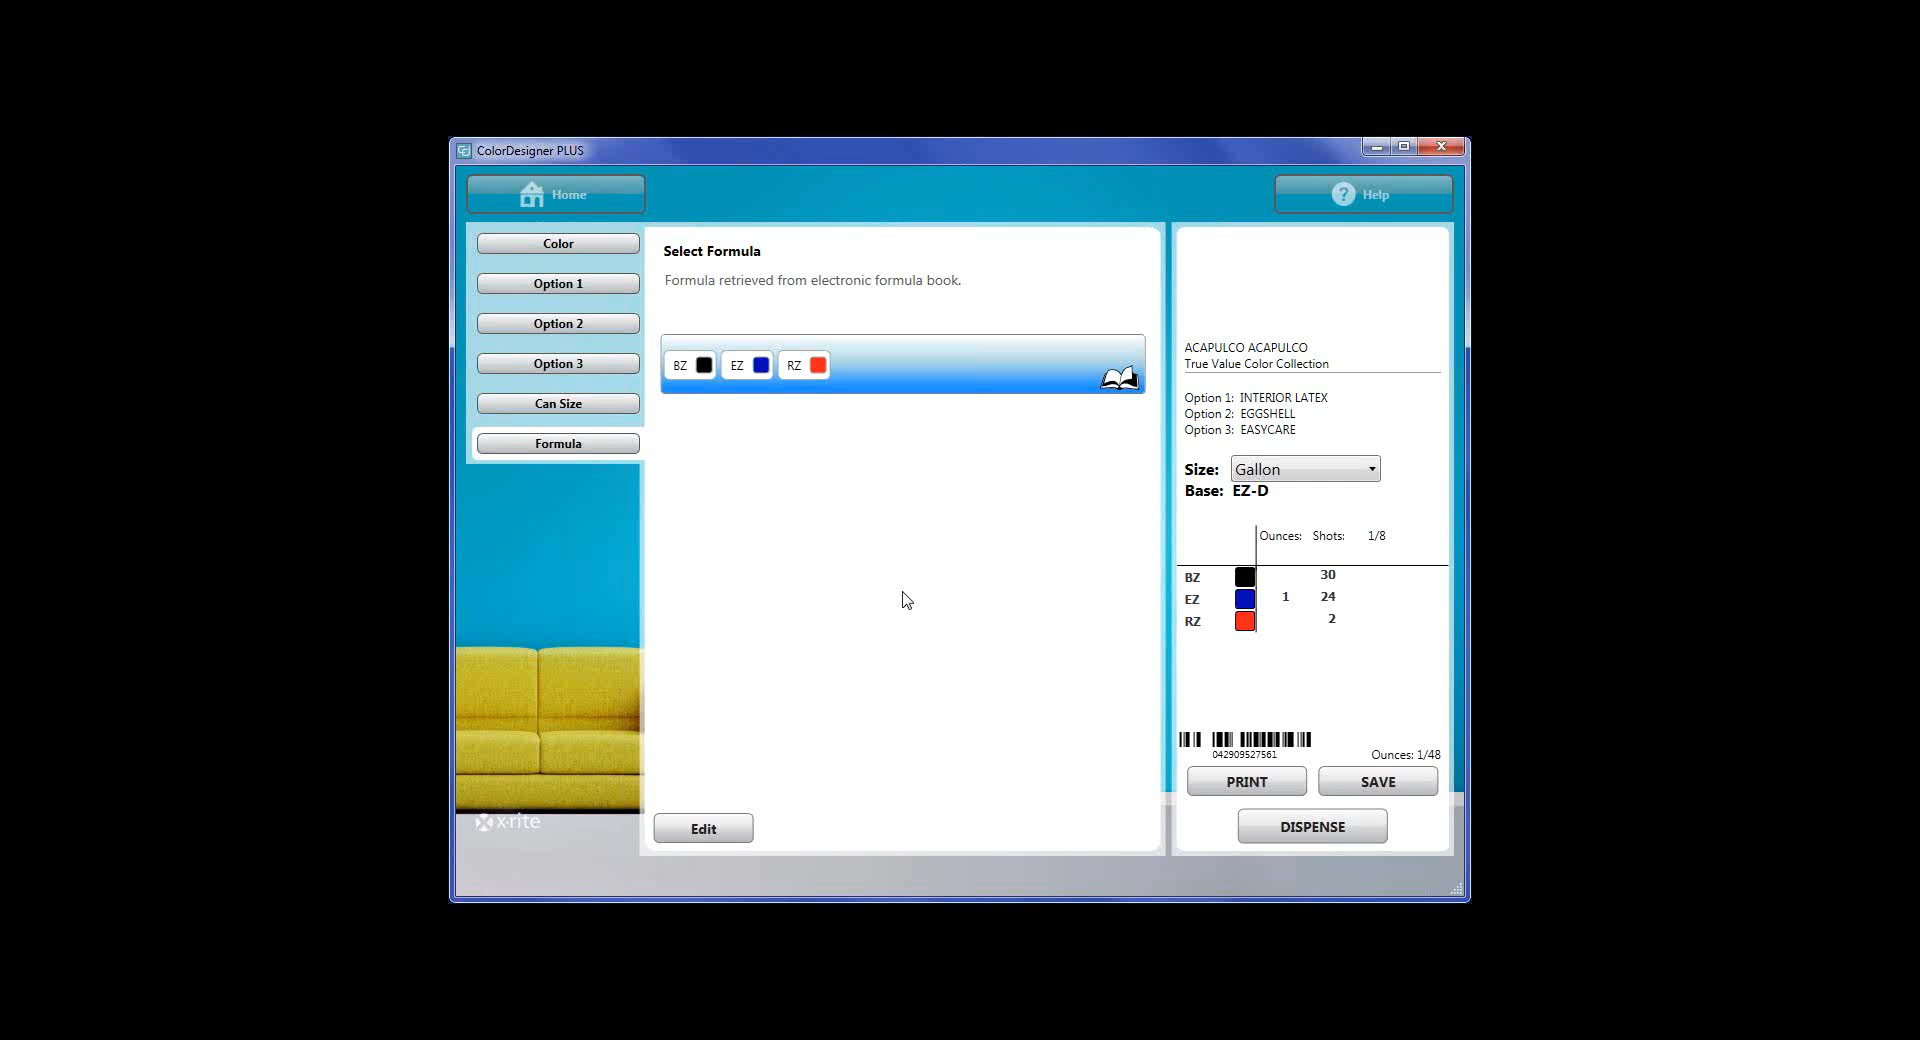 ColorDesigner PLUS
Home
Help
Color
Option 1
Option 2
Option 3
Can Size
Formula
Select Formula
Formula retrieved from electronic formula book.
BZ EZ RZ
Edit
x·rite
ACAPULCO ACAPULCO
True Value Color Collection
Option 1: INTERIOR LATEX
Option 2: EGGSHELL
Option 3: EASYCARE
Size: Gallon
Base: EZ-D
Ounces: Shots: 1/8
BZ 30
EZ 1 24
RZ 2
042909527561
Ounces: 1/48
PRINT SAVE
DISPENSE